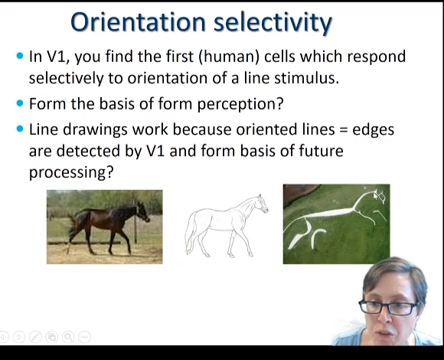 Orientation selectivity
• In V1, you find the first (human) cells which respond
selectively to orientation of a line stimulus.
• Form the basis of form perception?
• Line drawings work because oriented lines = edges
are detected by V1 and form basis of future
processing?